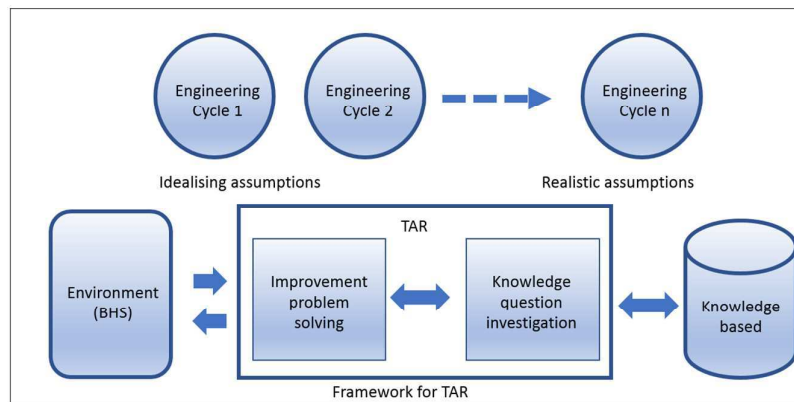 Engineering
Cycle 1
Engineering
Cycle 2
Engineering
Cycle n
Idealising assumptions
Realistic assumptions
TAR
Environment
(BHS)
Improvement
problem
solving
Knowledge
question
investigation
Knowledge
based
Framework for TAR